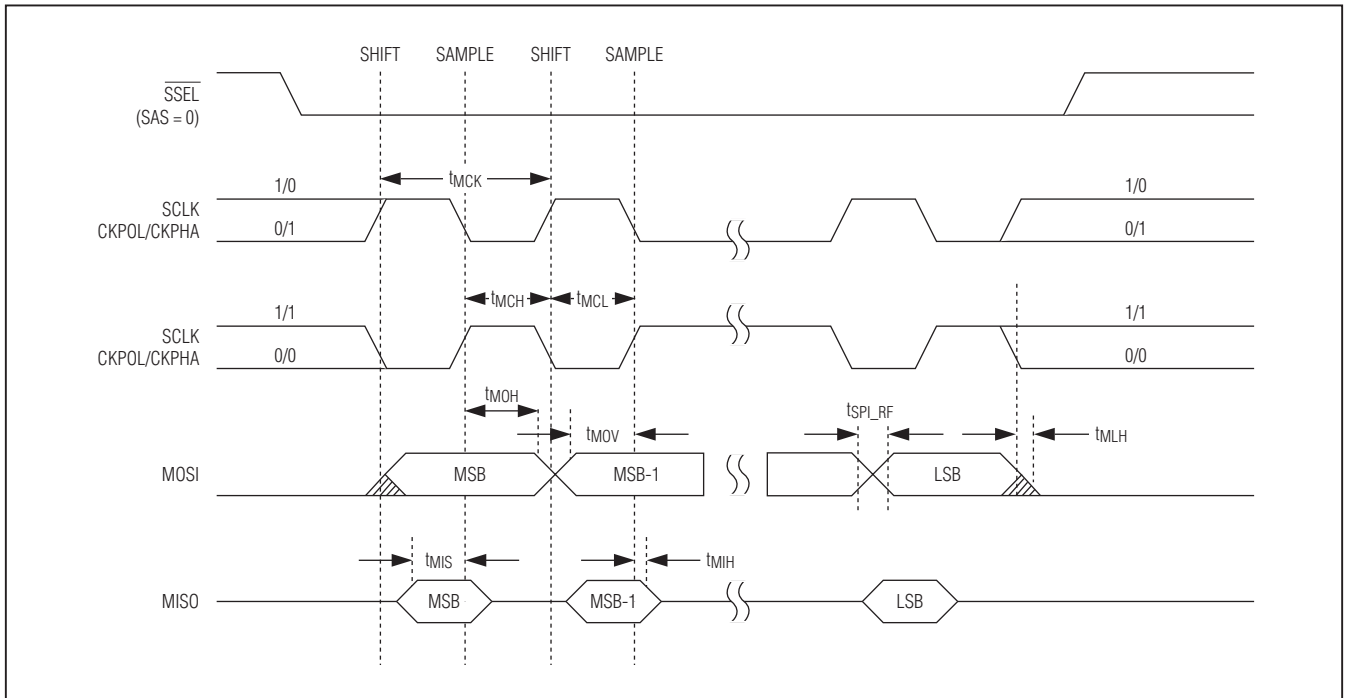 SHIFT SAMPLE SHIFT SAMPLE
SSEL
(SAS = 0)
tMCK
1/0 1/0
SCLK
CKPOL/CKPHA 0/1 0/1
tMCH tMCL
1/1 1/1
SCLK
CKPOL/CKPHA 0/0 0/0
tMOH
tMOV tSPI_RF tMLH
MOSI MSB MSB-1 LSB
tMIS tMIH
MISO MSB MSB-1 LSB